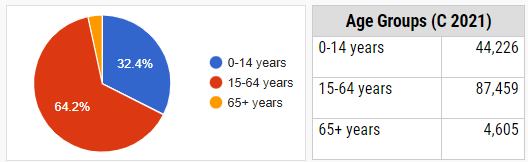 32.4%
64.2%
0-14 years
15-64 years
65+ years
Age Groups (C 2021)
0-14 years 44,226
15-64 years 87,459
65+ years 4,605